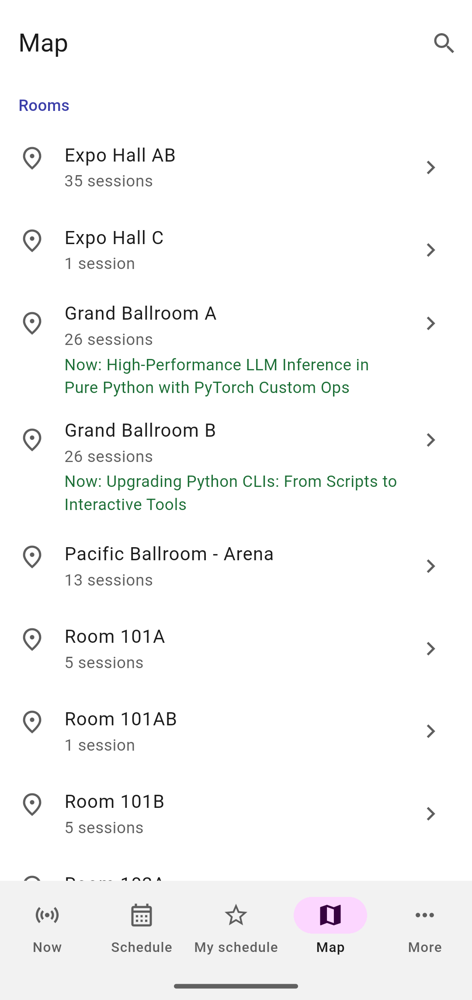 Map
Rooms
Expo Hall AB
35 sessions
Expo Hall C
1 session
Grand Ballroom A
26 sessions
Now: High-Performance LLM Inference in
Pure Python with PyTorch Custom Ops
Grand Ballroom B
26 sessions
Now: Upgrading Python CLIs: From Scripts to
Interactive Tools
Pacific Ballroom - Arena
13 sessions
Room 101A
5 sessions
Room 101AB
1 session
Room 101B
5 sessions
Now
Schedule
My schedule
Map
More